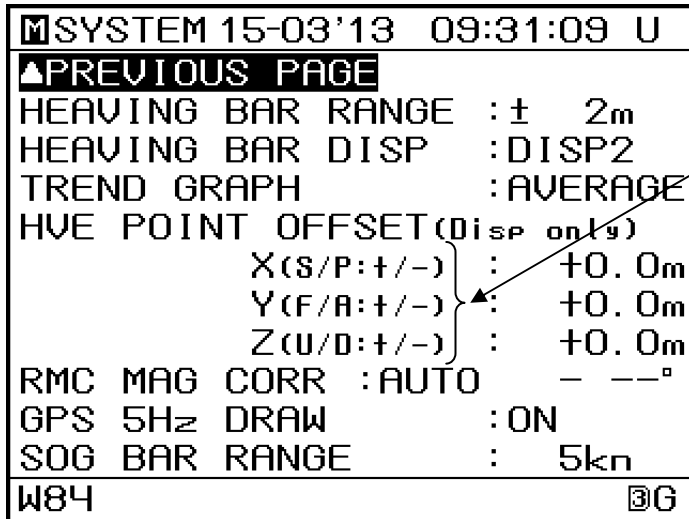 M SYSTEM 15-03'13 09:31:09 U
▲PREVIOUS PAGE
HEAVING BAR RANGE :± 2m
HEAVING BAR DISP :DISP2
TREND GRAPH :AVERAGE
HVE POINT OFFSET(Disp only)
X(S/P:+/-) : +0.0m
Y(F/A:+/-) : +0.0m
Z(U/D:+/-) : +0.0m
RMC MAG CORR :AUTO - --°
GPS 5Hz DRAW :ON
SOG BAR RANGE : 5kn
W84 3G